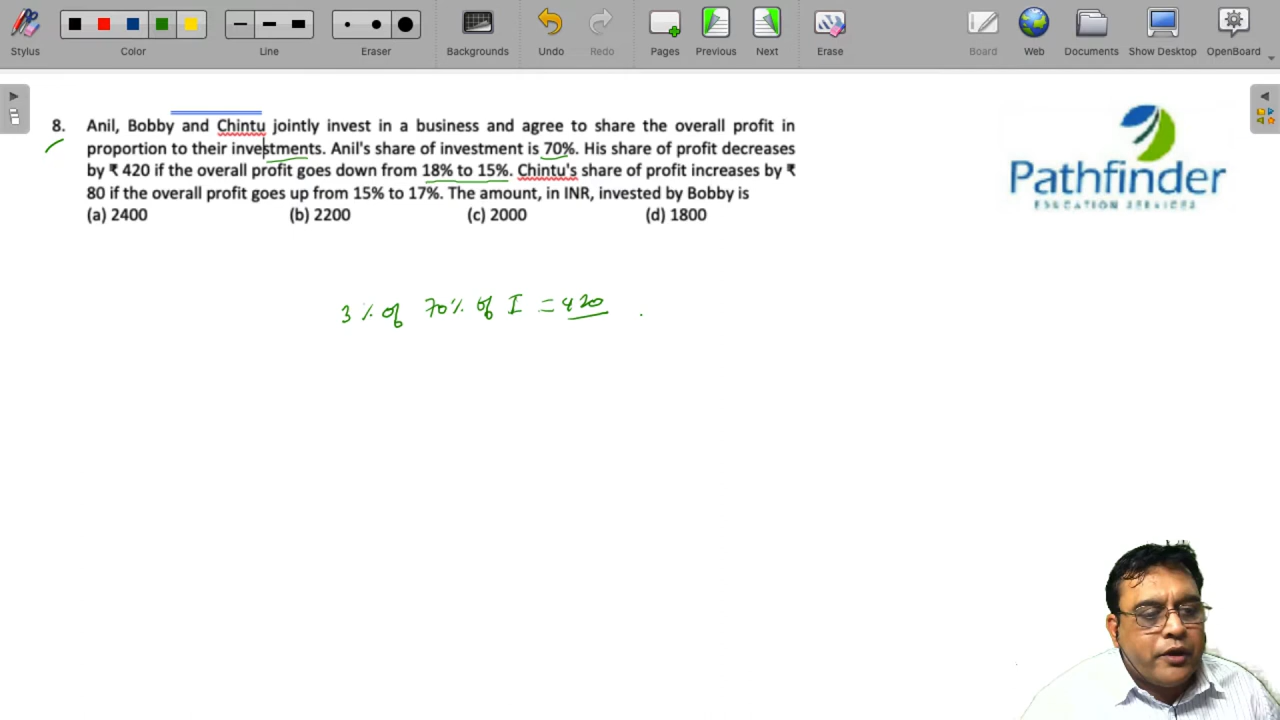 Stylus Color Line Eraser Backgrounds Undo Redo Pages Previous Next Erase Board Web Documents Show Desktop OpenBoard
8. Anil, Bobby and Chintu jointly invest in a business and agree to share the overall profit in
proportion to their investments. Anil's share of investment is 70%. His share of profit decreases
by ₹ 420 if the overall profit goes down from 18% to 15%. Chintu's share of profit increases by ₹
80 if the overall profit goes up from 15% to 17%. The amount, in INR, invested by Bobby is
(a) 2400 (b) 2200 (c) 2000 (d) 1800
Pathfinder
EDUCATION SERVICES
3 % of 70% of I = 420